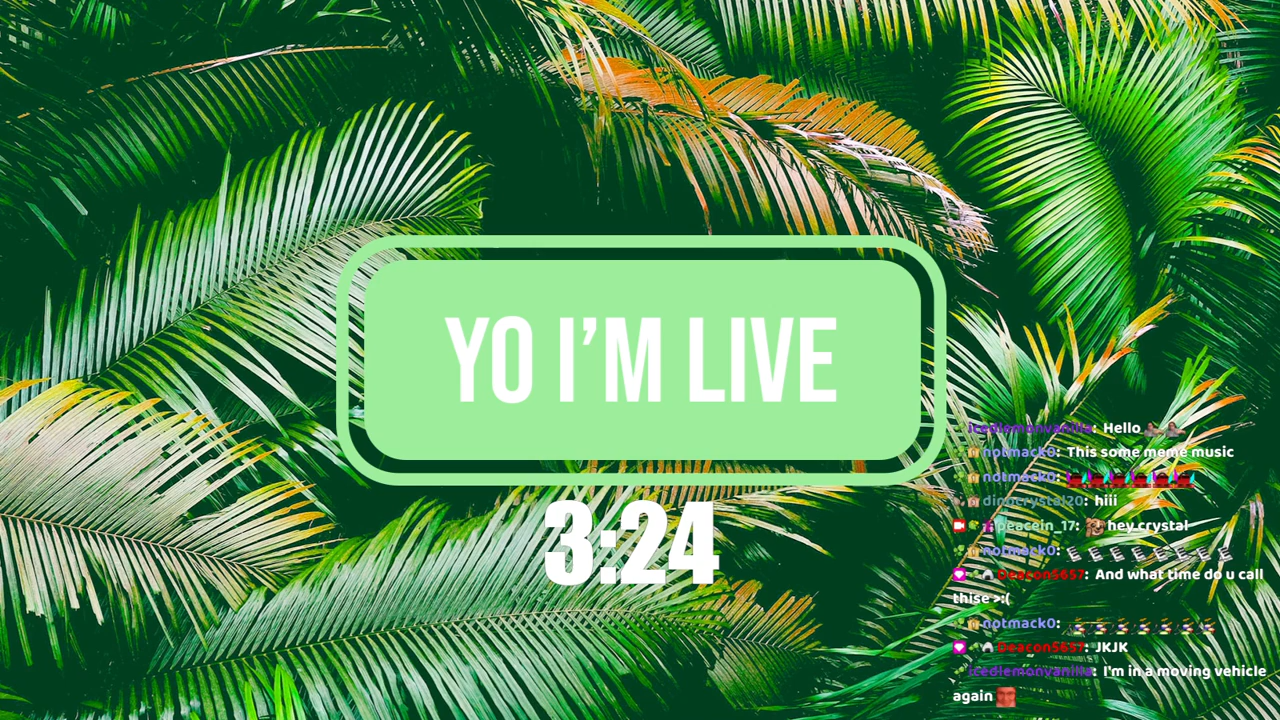 YO I'M LIVE
3:24
icedlemonvanilla: Hello
notmack0: This some meme music
notmack0:
dinocrystal20: hiii
peacein_17: hey crystal
notmack0:
Deacon5657: And what time do u call
thise >:(
notmack0:
Deacon5657: JKJK
icedlemonvanilla: I'm in a moving vehicle
again